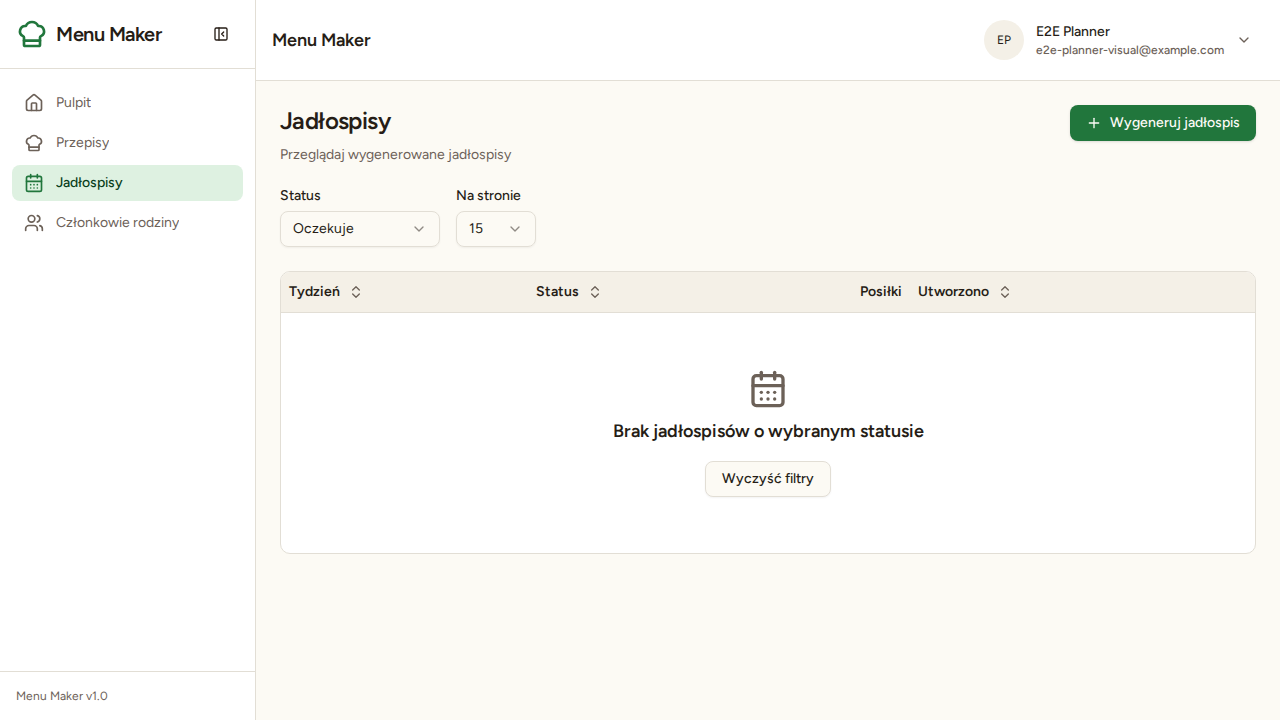 Menu Maker
Menu Maker
EP
E2E Planner
e2e-planner-visual@example.com
Pulpit
Przepisy
Jadłospisy
Członkowie rodziny
Jadłospisy
Przeglądaj wygenerowane jadłospisy
Wygeneruj jadłospis
Status
Na stronie
Oczekuje
15
Tydzień
Status
Posiłki
Utworzono
Brak jadłospisów o wybranym statusie
Wyczyść filtry
Menu Maker v1.0